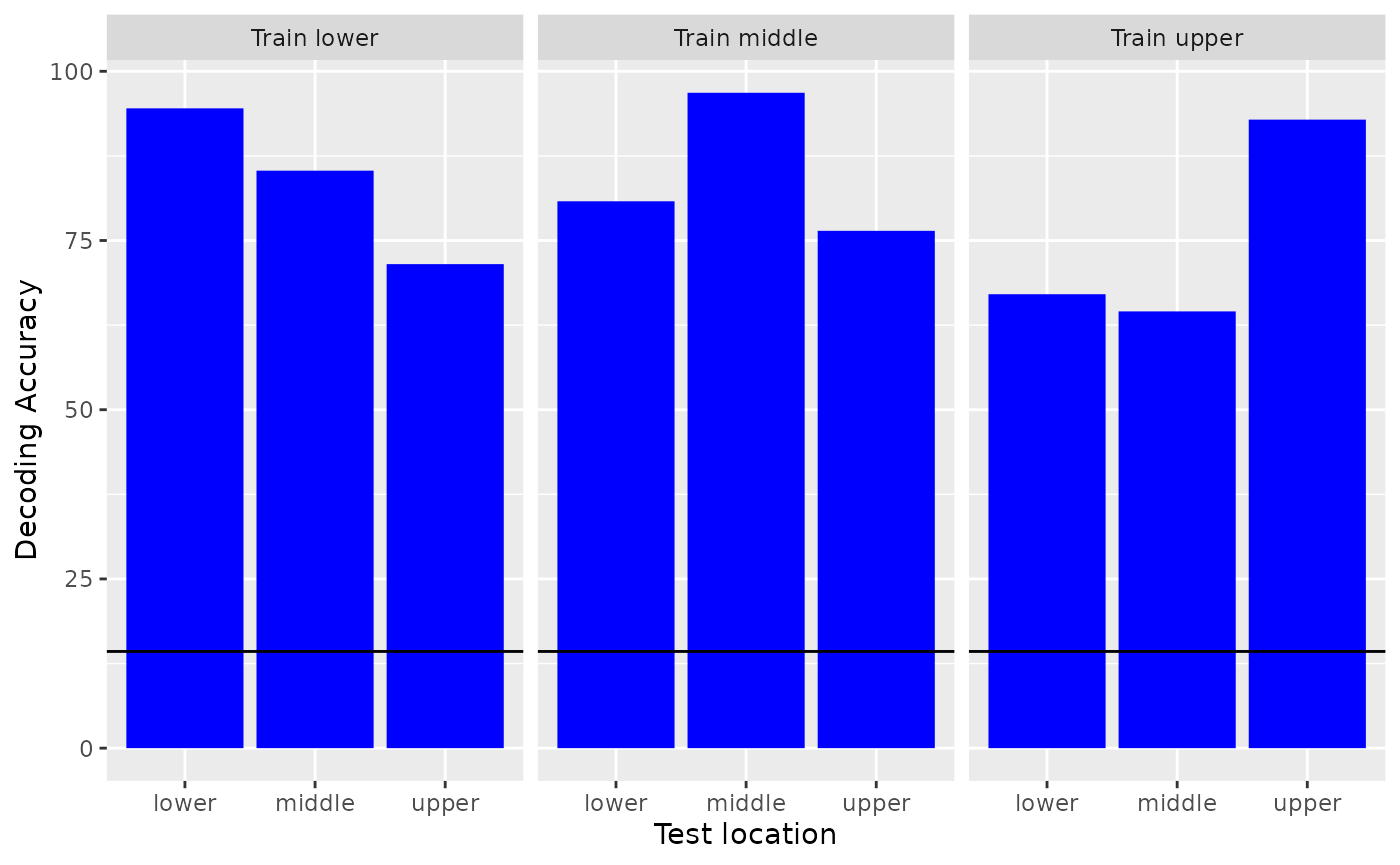 Train lower
Train middle
Train upper
Decoding Accuracy
100
75
50
25
0
lower middle upper
lower middle upper
lower middle upper
Test location